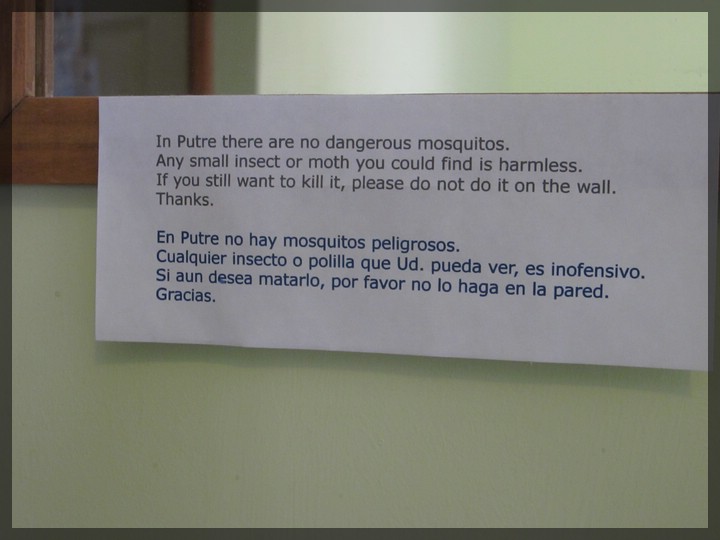 In Putre there are no dangerous mosquitos.
Any small insect or moth you could find is harmless.
If you still want to kill it, please do not do it on the wall.
Thanks.
En Putre no hay mosquitos peligrosos.
Cualquier insecto o polilla que Ud. pueda ver, es inofensivo.
Si aun desea matarlo, por favor no lo haga en la pared.
Gracias.